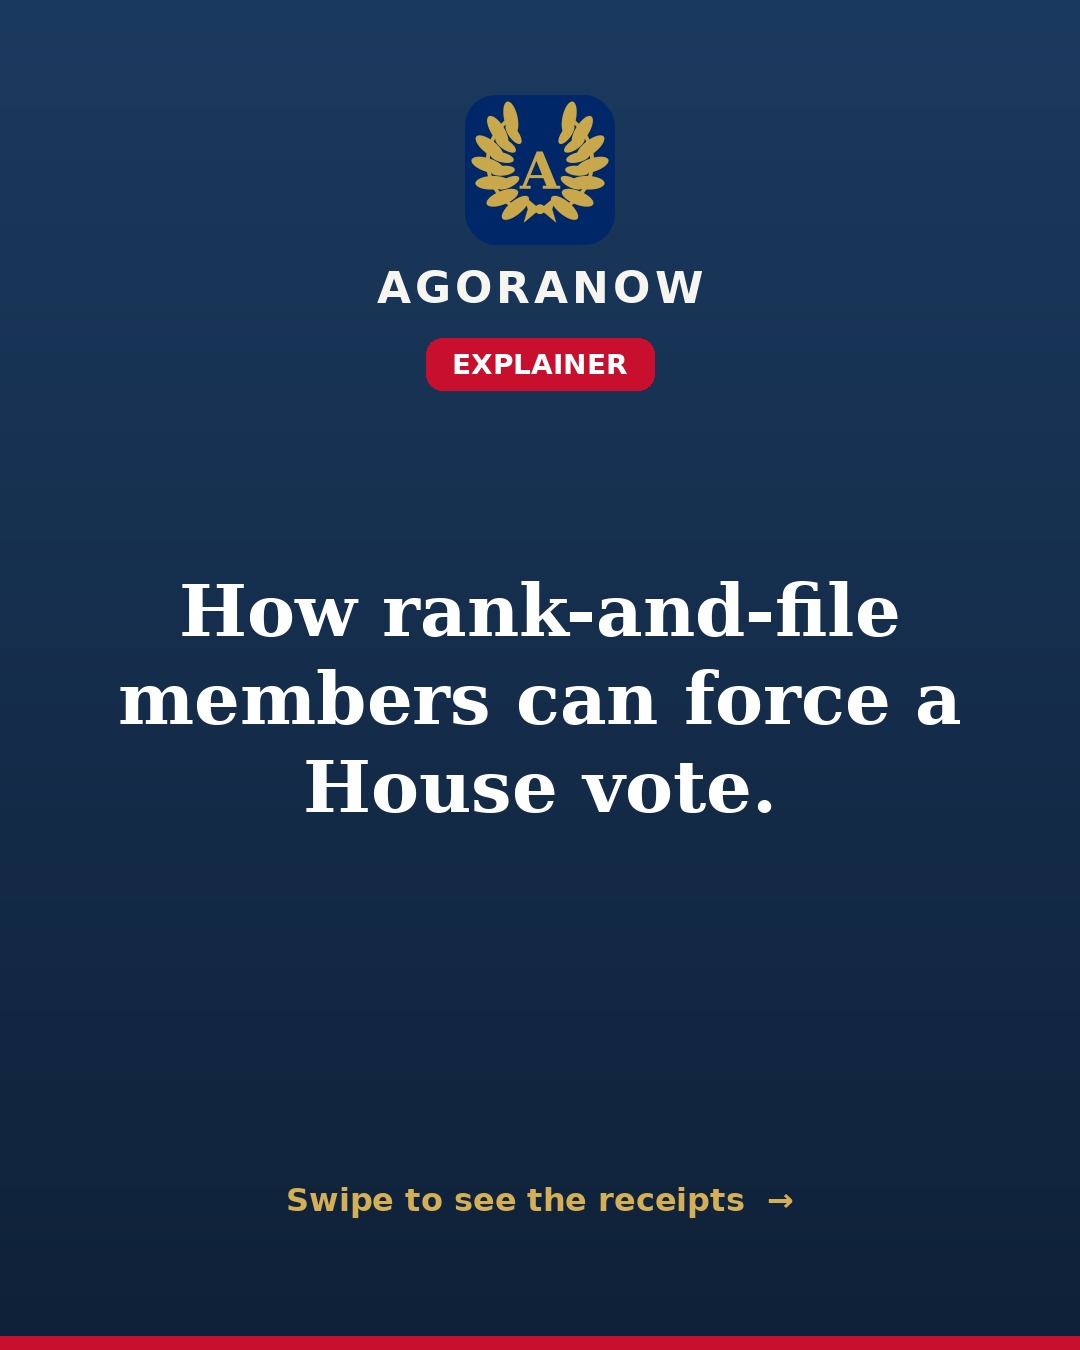 A
AGORANOW
EXPLAINER
How rank-and-file
members can force a
House vote.
Swipe to see the receipts →